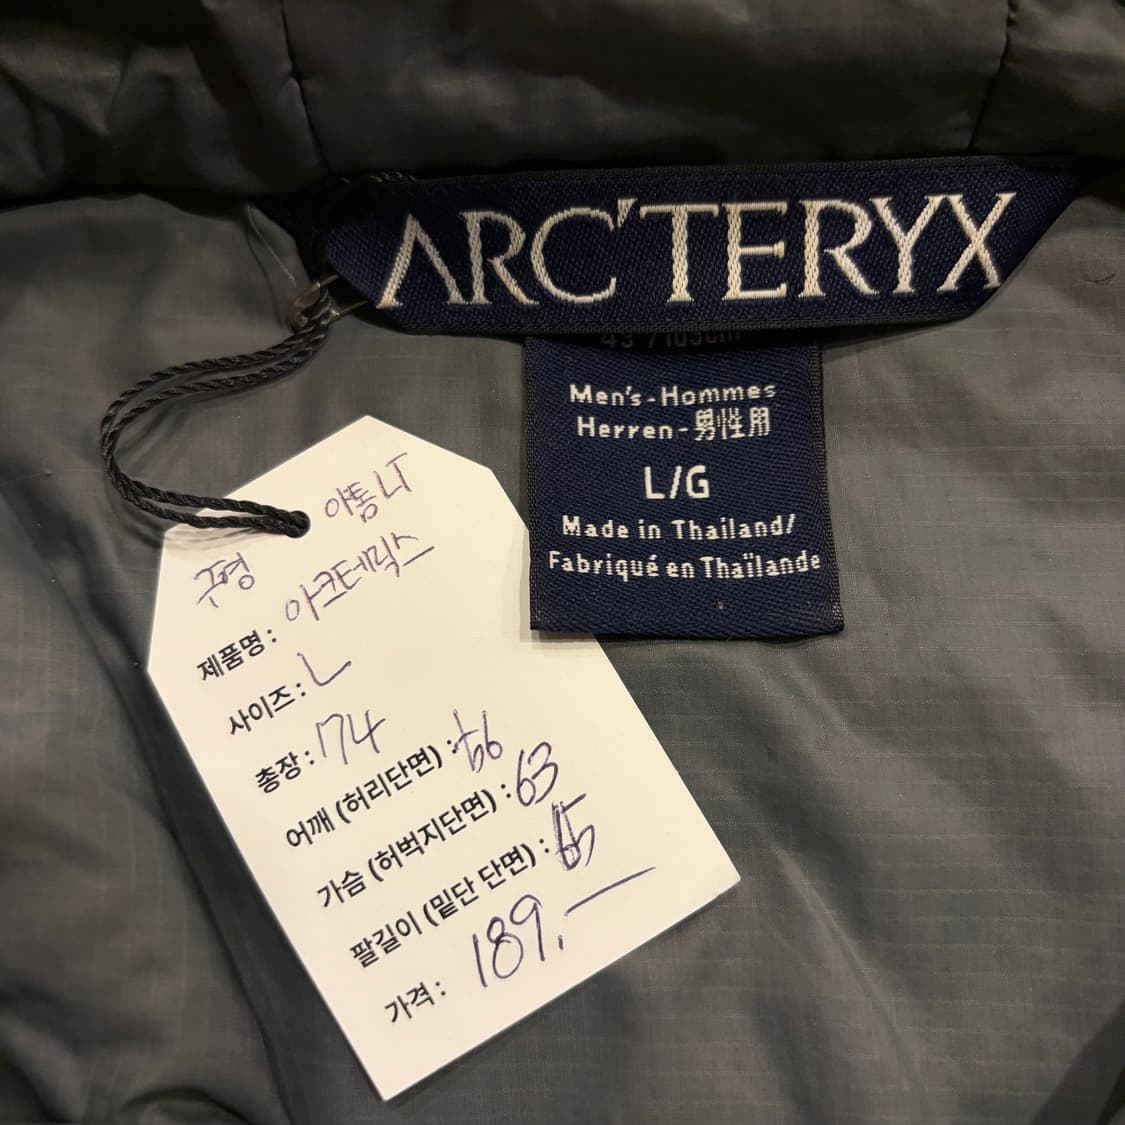 ARC'TERYX
Men's - Hommes
Herren - 男性用
L/G
Made in Thailand/
Fabriqué en Thaïlande
아톰 LT
구형
제품명 : 아크테릭스
사이즈 : L
총장 : 74
어깨 (허리단면) : 56
가슴 (허벅지단면) : 63
팔길이 (밑단 단면) : 65
가격 : 189.—